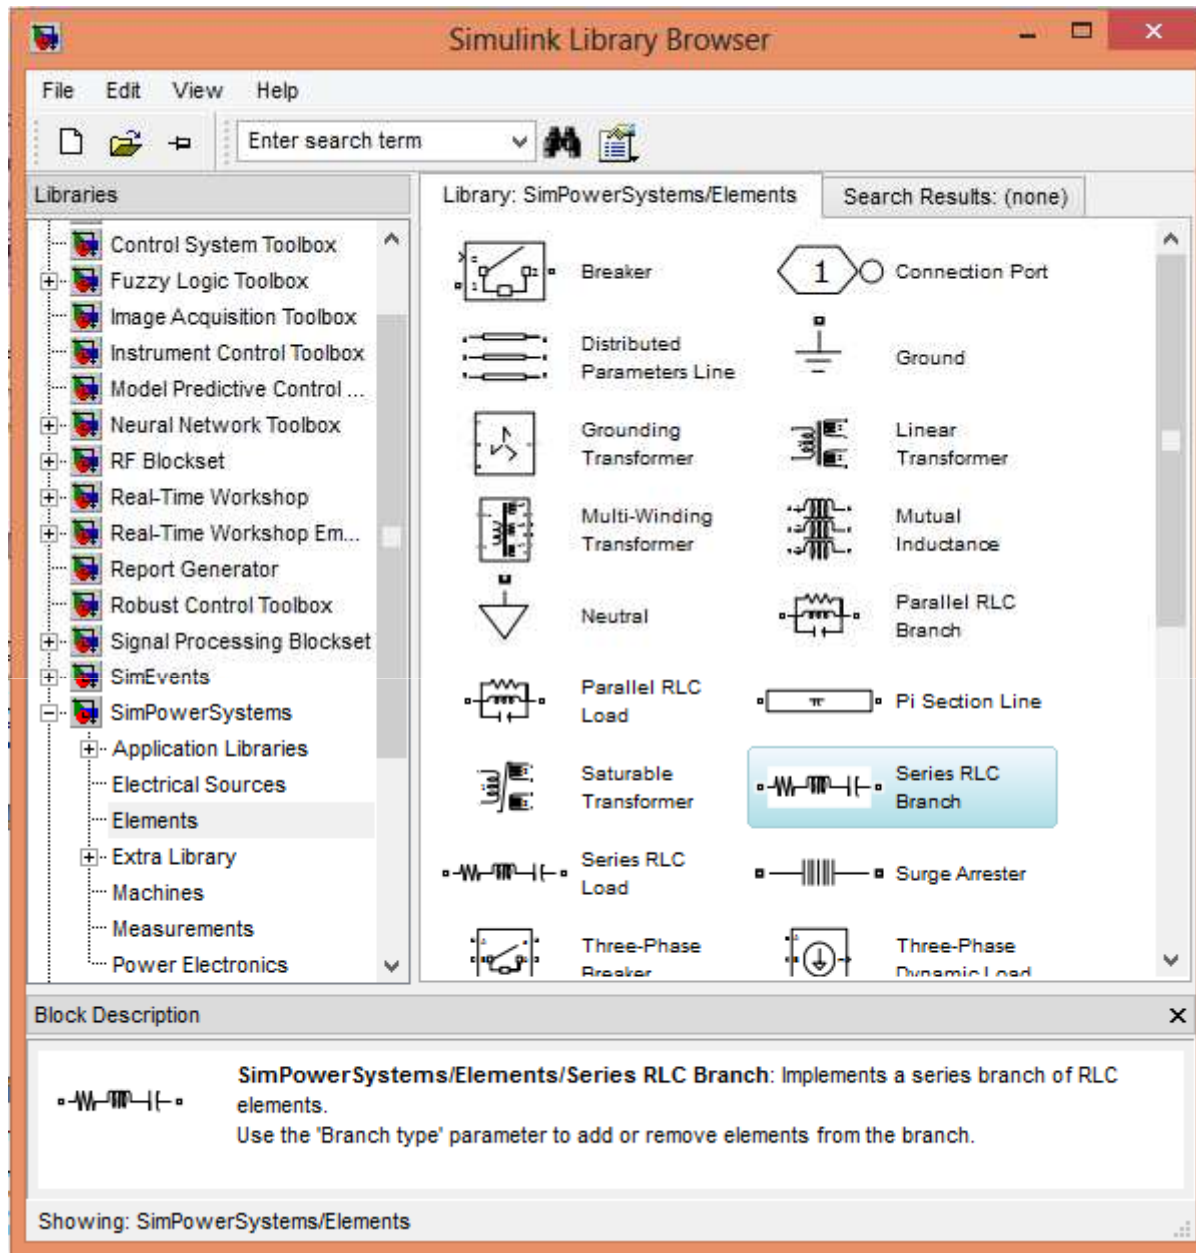 Simulink Library Browser
File Edit View Help
Enter search term
Libraries
Control System Toolbox
Fuzzy Logic Toolbox
Image Acquisition Toolbox
Instrument Control Toolbox
Model Predictive Control ...
Neural Network Toolbox
RF Blockset
Real-Time Workshop
Real-Time Workshop Em...
Report Generator
Robust Control Toolbox
Signal Processing Blockset
SimEvents
SimPowerSystems
Application Libraries
Electrical Sources
Elements
Extra Library
Machines
Measurements
Power Electronics
Library: SimPowerSystems/Elements
Search Results: (none)
Breaker
1
Connection Port
Distributed
Parameters Line
Ground
Grounding
Transformer
Linear
Transformer
Multi-Winding
Transformer
Mutual
Inductance
Neutral
Parallel RLC
Branch
Parallel RLC
Load
Pi Section Line
Saturable
Transformer
Series RLC
Branch
Series RLC
Load
Surge Arrester
Three-Phase
Breaker
Three-Phase
Dynamic Load
Block Description
SimPowerSystems/Elements/Series RLC Branch: Implements a series branch of RLC
elements.
Use the 'Branch type' parameter to add or remove elements from the branch.
Showing: SimPowerSystems/Elements